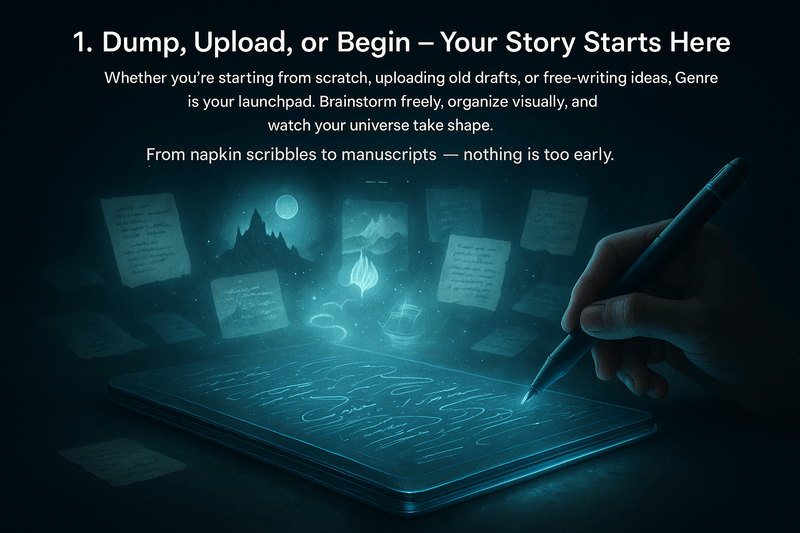 1. Dump, Upload, or Begin – Your Story Starts Here
Whether you're starting from scratch, uploading old drafts, or free-writing ideas, Genre
is your launchpad. Brainstorm freely, organize visually, and
watch your universe take shape.
From napkin scribbles to manuscripts — nothing is too early.